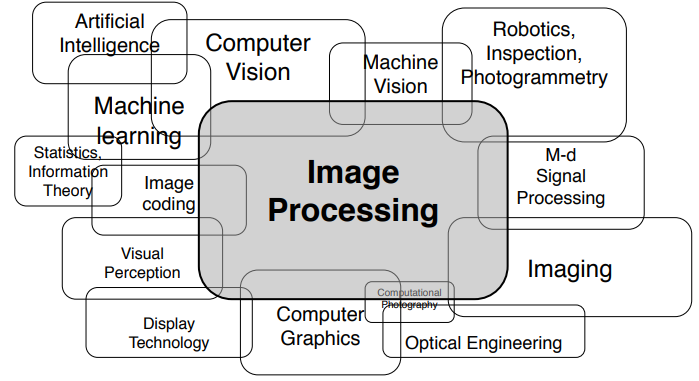 Artificial
Intelligence
Computer
Vision
Machine
Vision
Robotics,
Inspection,
Photogrammetry
Machine
learning
Statistics,
Information
Theory
Image
coding
Image
Processing
M-d
Signal
Processing
Visual
Perception
Imaging
Display
Technology
Computer
Graphics
Computational
Photography
Optical Engineering